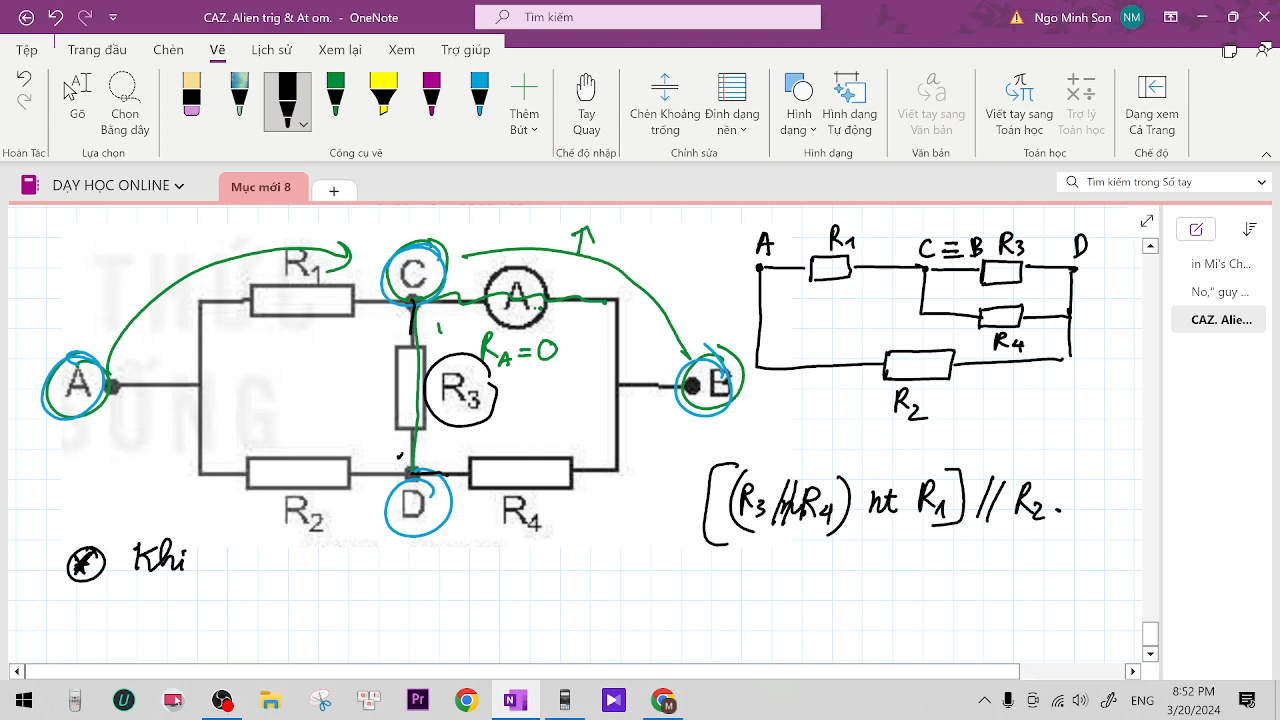 CAZ. Alien trg At om. - OneNote
Tìm kiếm
Ngo Minh Son
NM
Tệp Trang đầu Chèn Vẽ Lịch sử Xem lại Xem Trợ giúp
Gõ
Chọn Bằng dây
Thêm Bút
Tay Quay
Chèn Khoảng trống
Định dạng nền
Hình dạng
Hình dạng Tự động
Viết tay sang Văn bản
Viết tay sang Toán học
Trợ lý Toán học
Dạng xem Cả Trang
Hoàn Tác
Lựa chọn
Công cụ vẽ
Chế độ nhập
Chỉnh sửa
Hình dạng
Văn bản
Toán học
Chế độ
DẠY HỌC ONLINE
Mục mới 8
+
Tìm kiếm trong Sổ tay
in Mi's Ch...
No," guy ...
CAZ. Alie...
R1
C
A
RA = 0
A
R3
B
R2
D
R4
A R1 C ≡ B R3 D
R4
R2
[(R3 // R4) nt R1] // R2.
* Khi
ENG
8:52 PM
3/20/2024